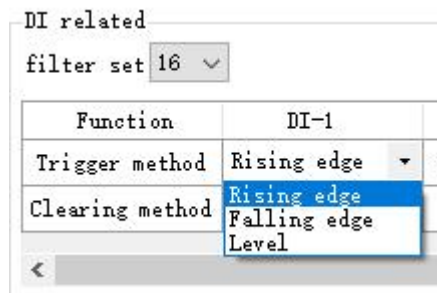 DI related
filter set 16
Function DI-1
Trigger method Rising edge
Rising edge
Clearing method
Falling edge
Level